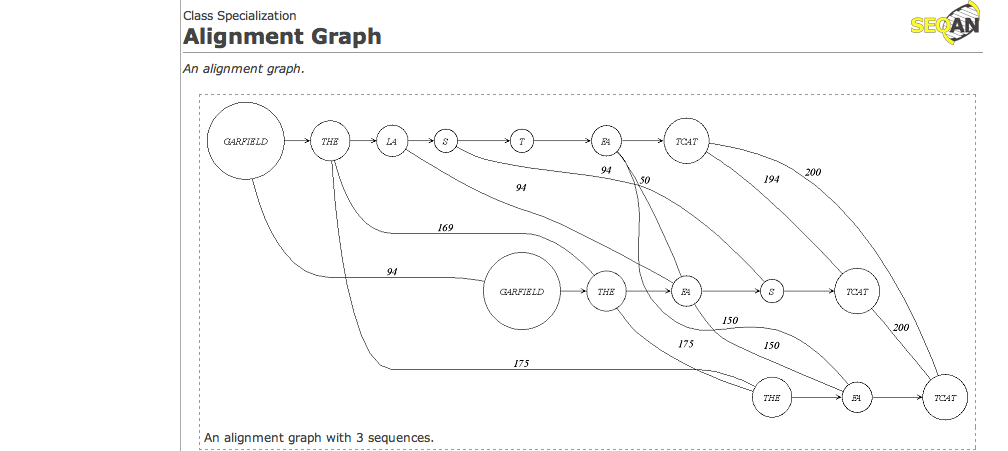 Class Specialization
SEQAN
Alignment Graph
An alignment graph.
GARFIELD THE LA S T FA TCAT
94 94 50 194 200
169
94
GARFIELD THE FA S TCAT
150 200
175 150
175
THE FA TCAT
An alignment graph with 3 sequences.